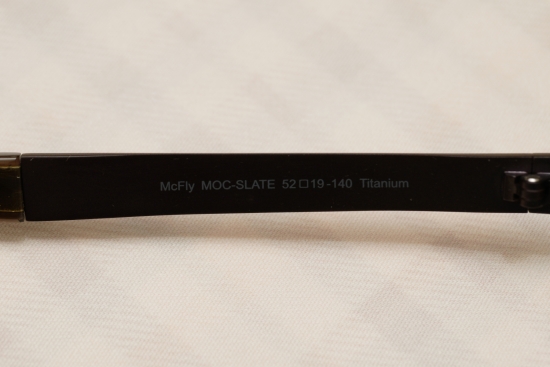 McFly MOC-SLATE 52□19-140 Titanium